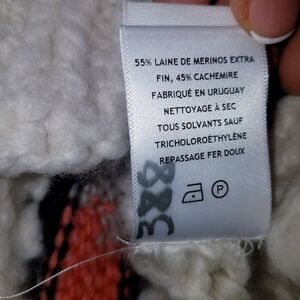 55% LAINE DE MERINOS EXTRA
FIN, 45% CACHEMIRE
FABRIQUÉ EN URUGUAY
NETTOYAGE À SEC
TOUS SOLVANTS SAUF
TRICHOLOROÉTHYLÈNE
REPASSAGE FER DOUX
P